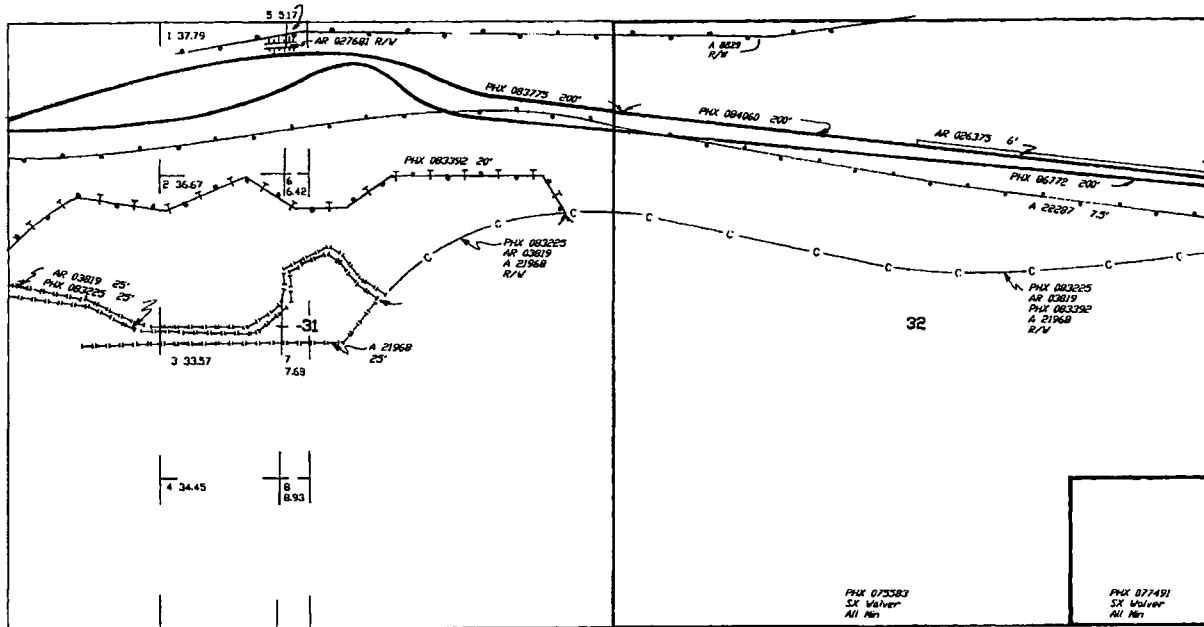 5 5.17
1 37.79
AR 027681 R/W
A 8829
R/W
PHX 083775 200'
PHX 084060 200'
AR 026375 6'
2 36.67
6
6.42
PHX 083392 20'
PHX 86772 200'
A 22287 7.5'
PHX 083225
AR 03819
A 21968
R/W
AR 03819 25'
PHX 083225 25'
PHX 083225
AR 03819
PHX 083392
A 21968
R/W
-31
32
A 21968
25'
3 33.57
7
7.69
4 34.45
8
8.93
PHX 075583
SX Waiver
All Min
PHX 077491
SX Waiver
All Min